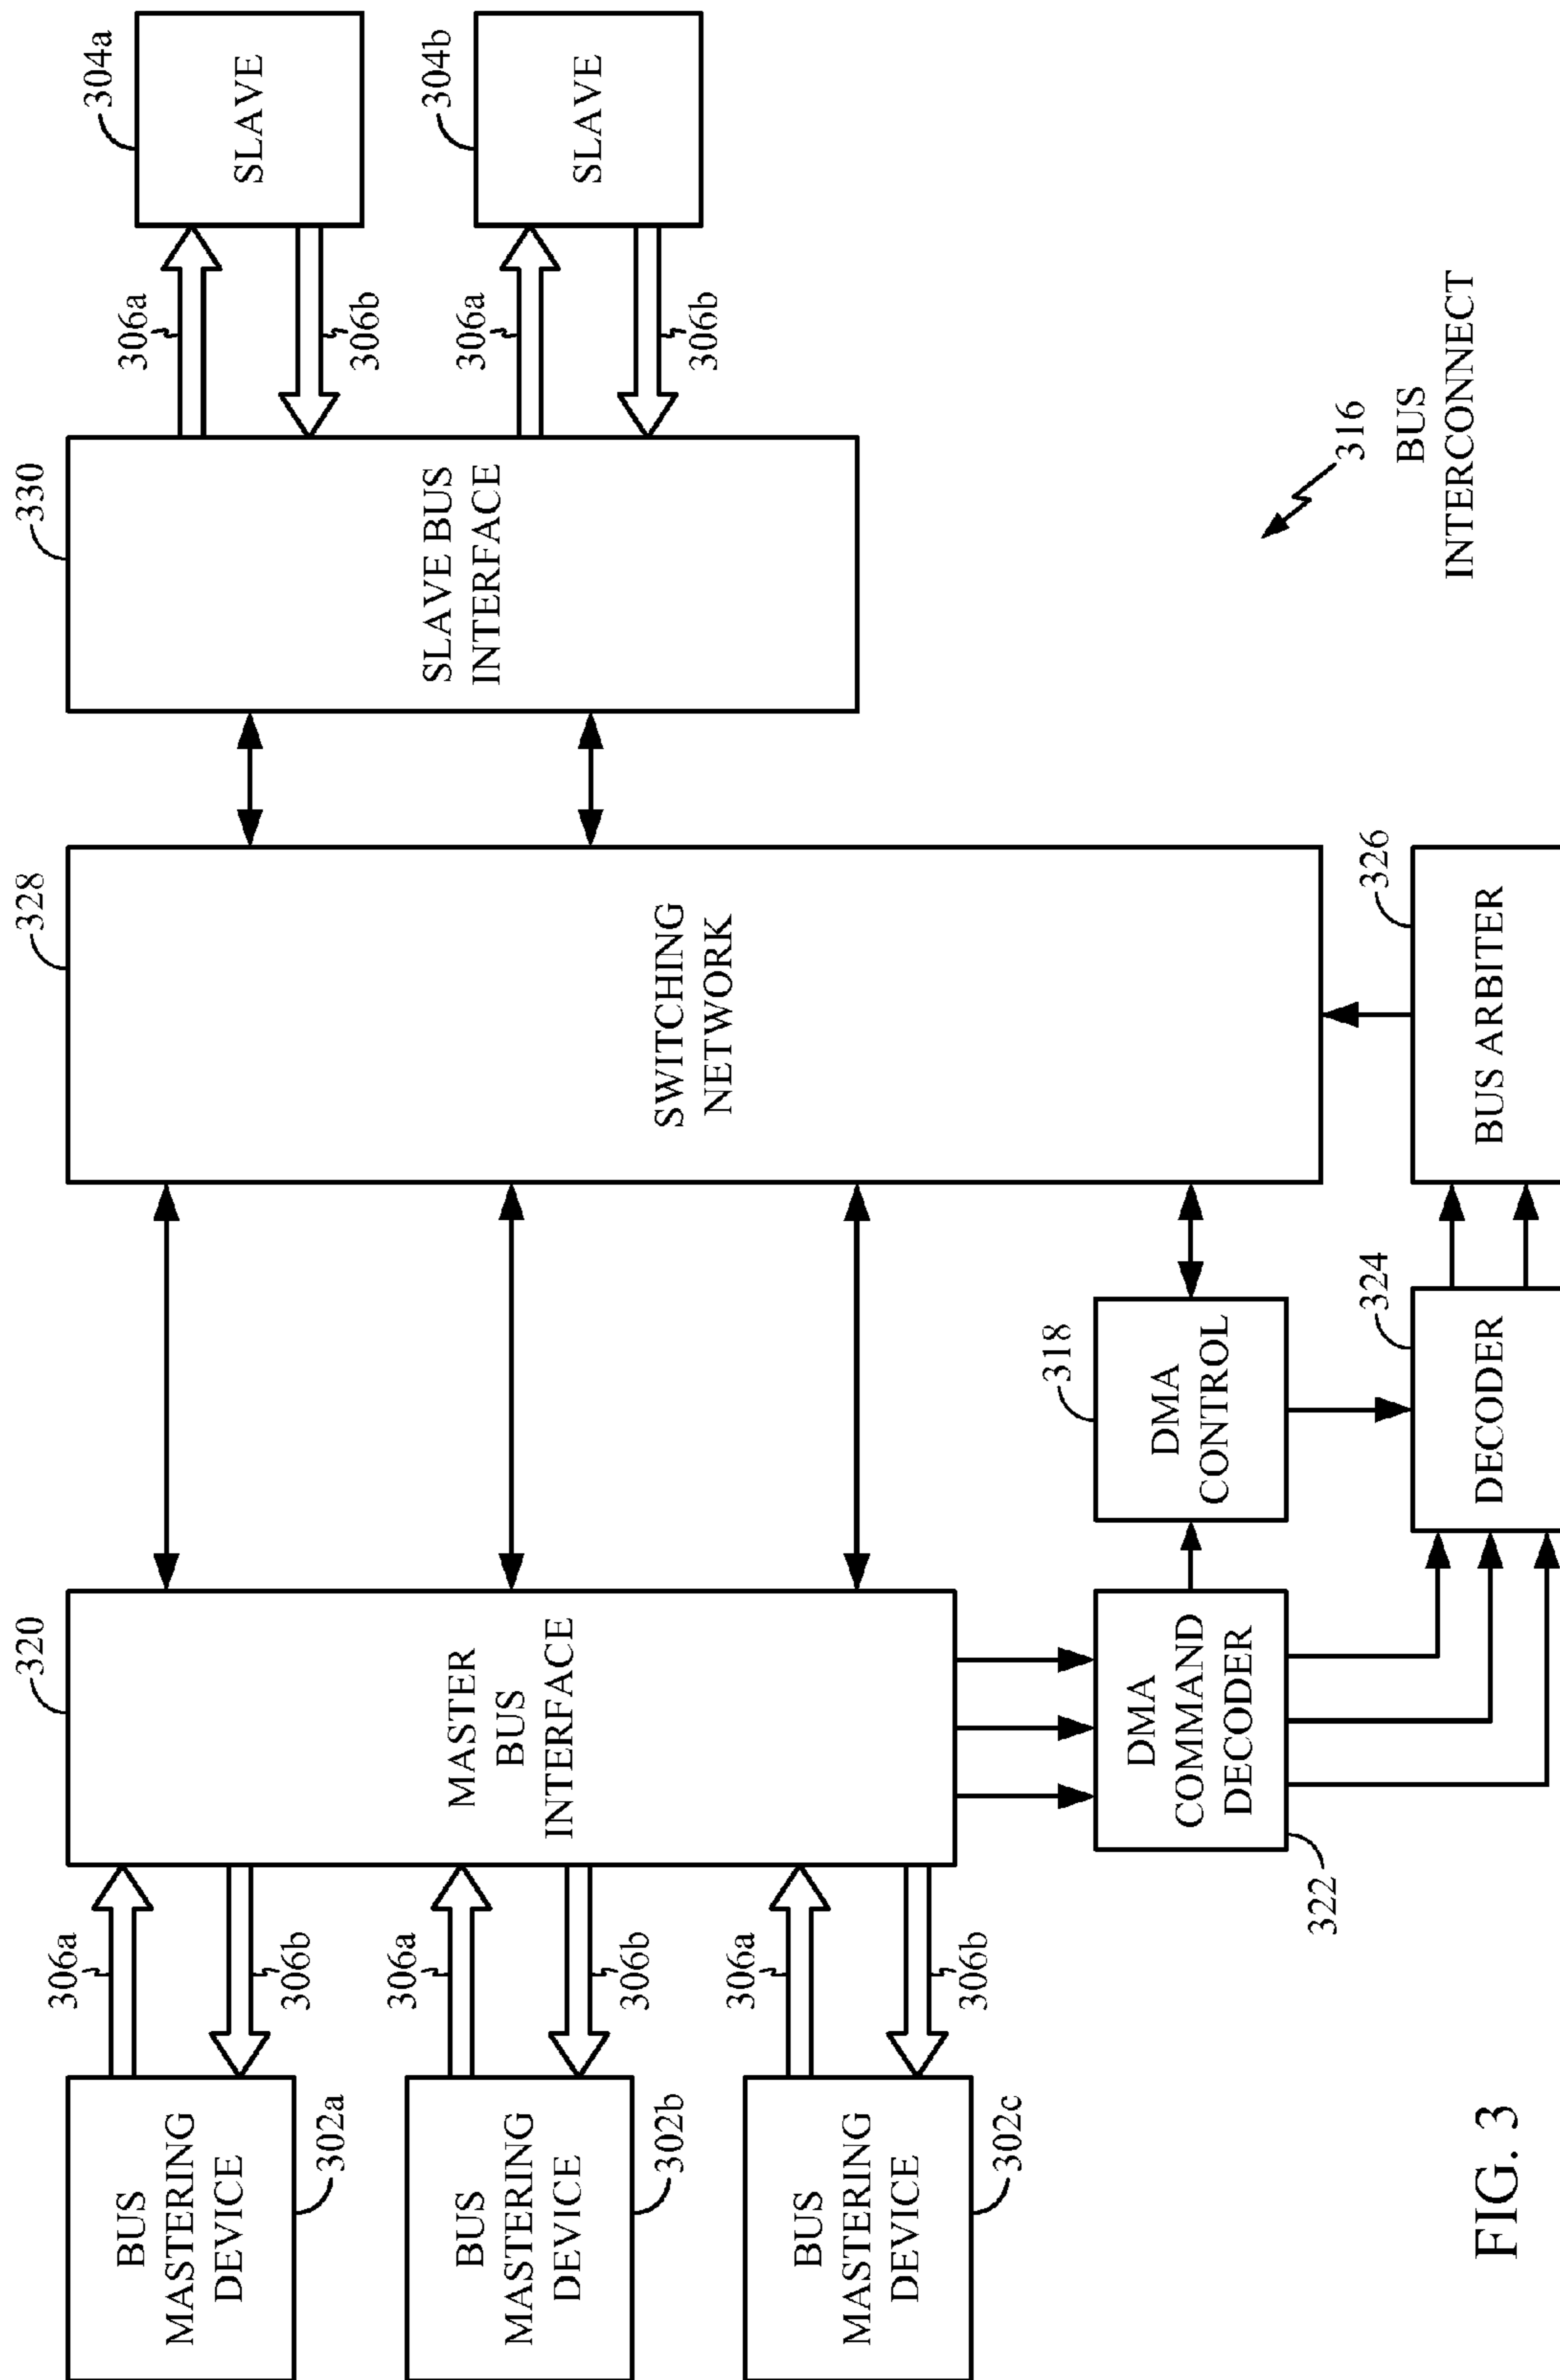 306a
BUS
MASTERING
DEVICE
302a
306b
306a
BUS
MASTERING
DEVICE
302b
306b
306a
BUS
MASTERING
DEVICE
302c
306b
320
MASTER
BUS
INTERFACE
328
SWITCHING
NETWORK
330
SLAVE BUS
INTERFACE
306a
304a
SLAVE
306b
306a
304b
SLAVE
306b
DMA
COMMAND
DECODER
322
318
DMA
CONTROL
324
DECODER
326
BUS ARBITER
316
BUS
INTERCONNECT
FIG. 3